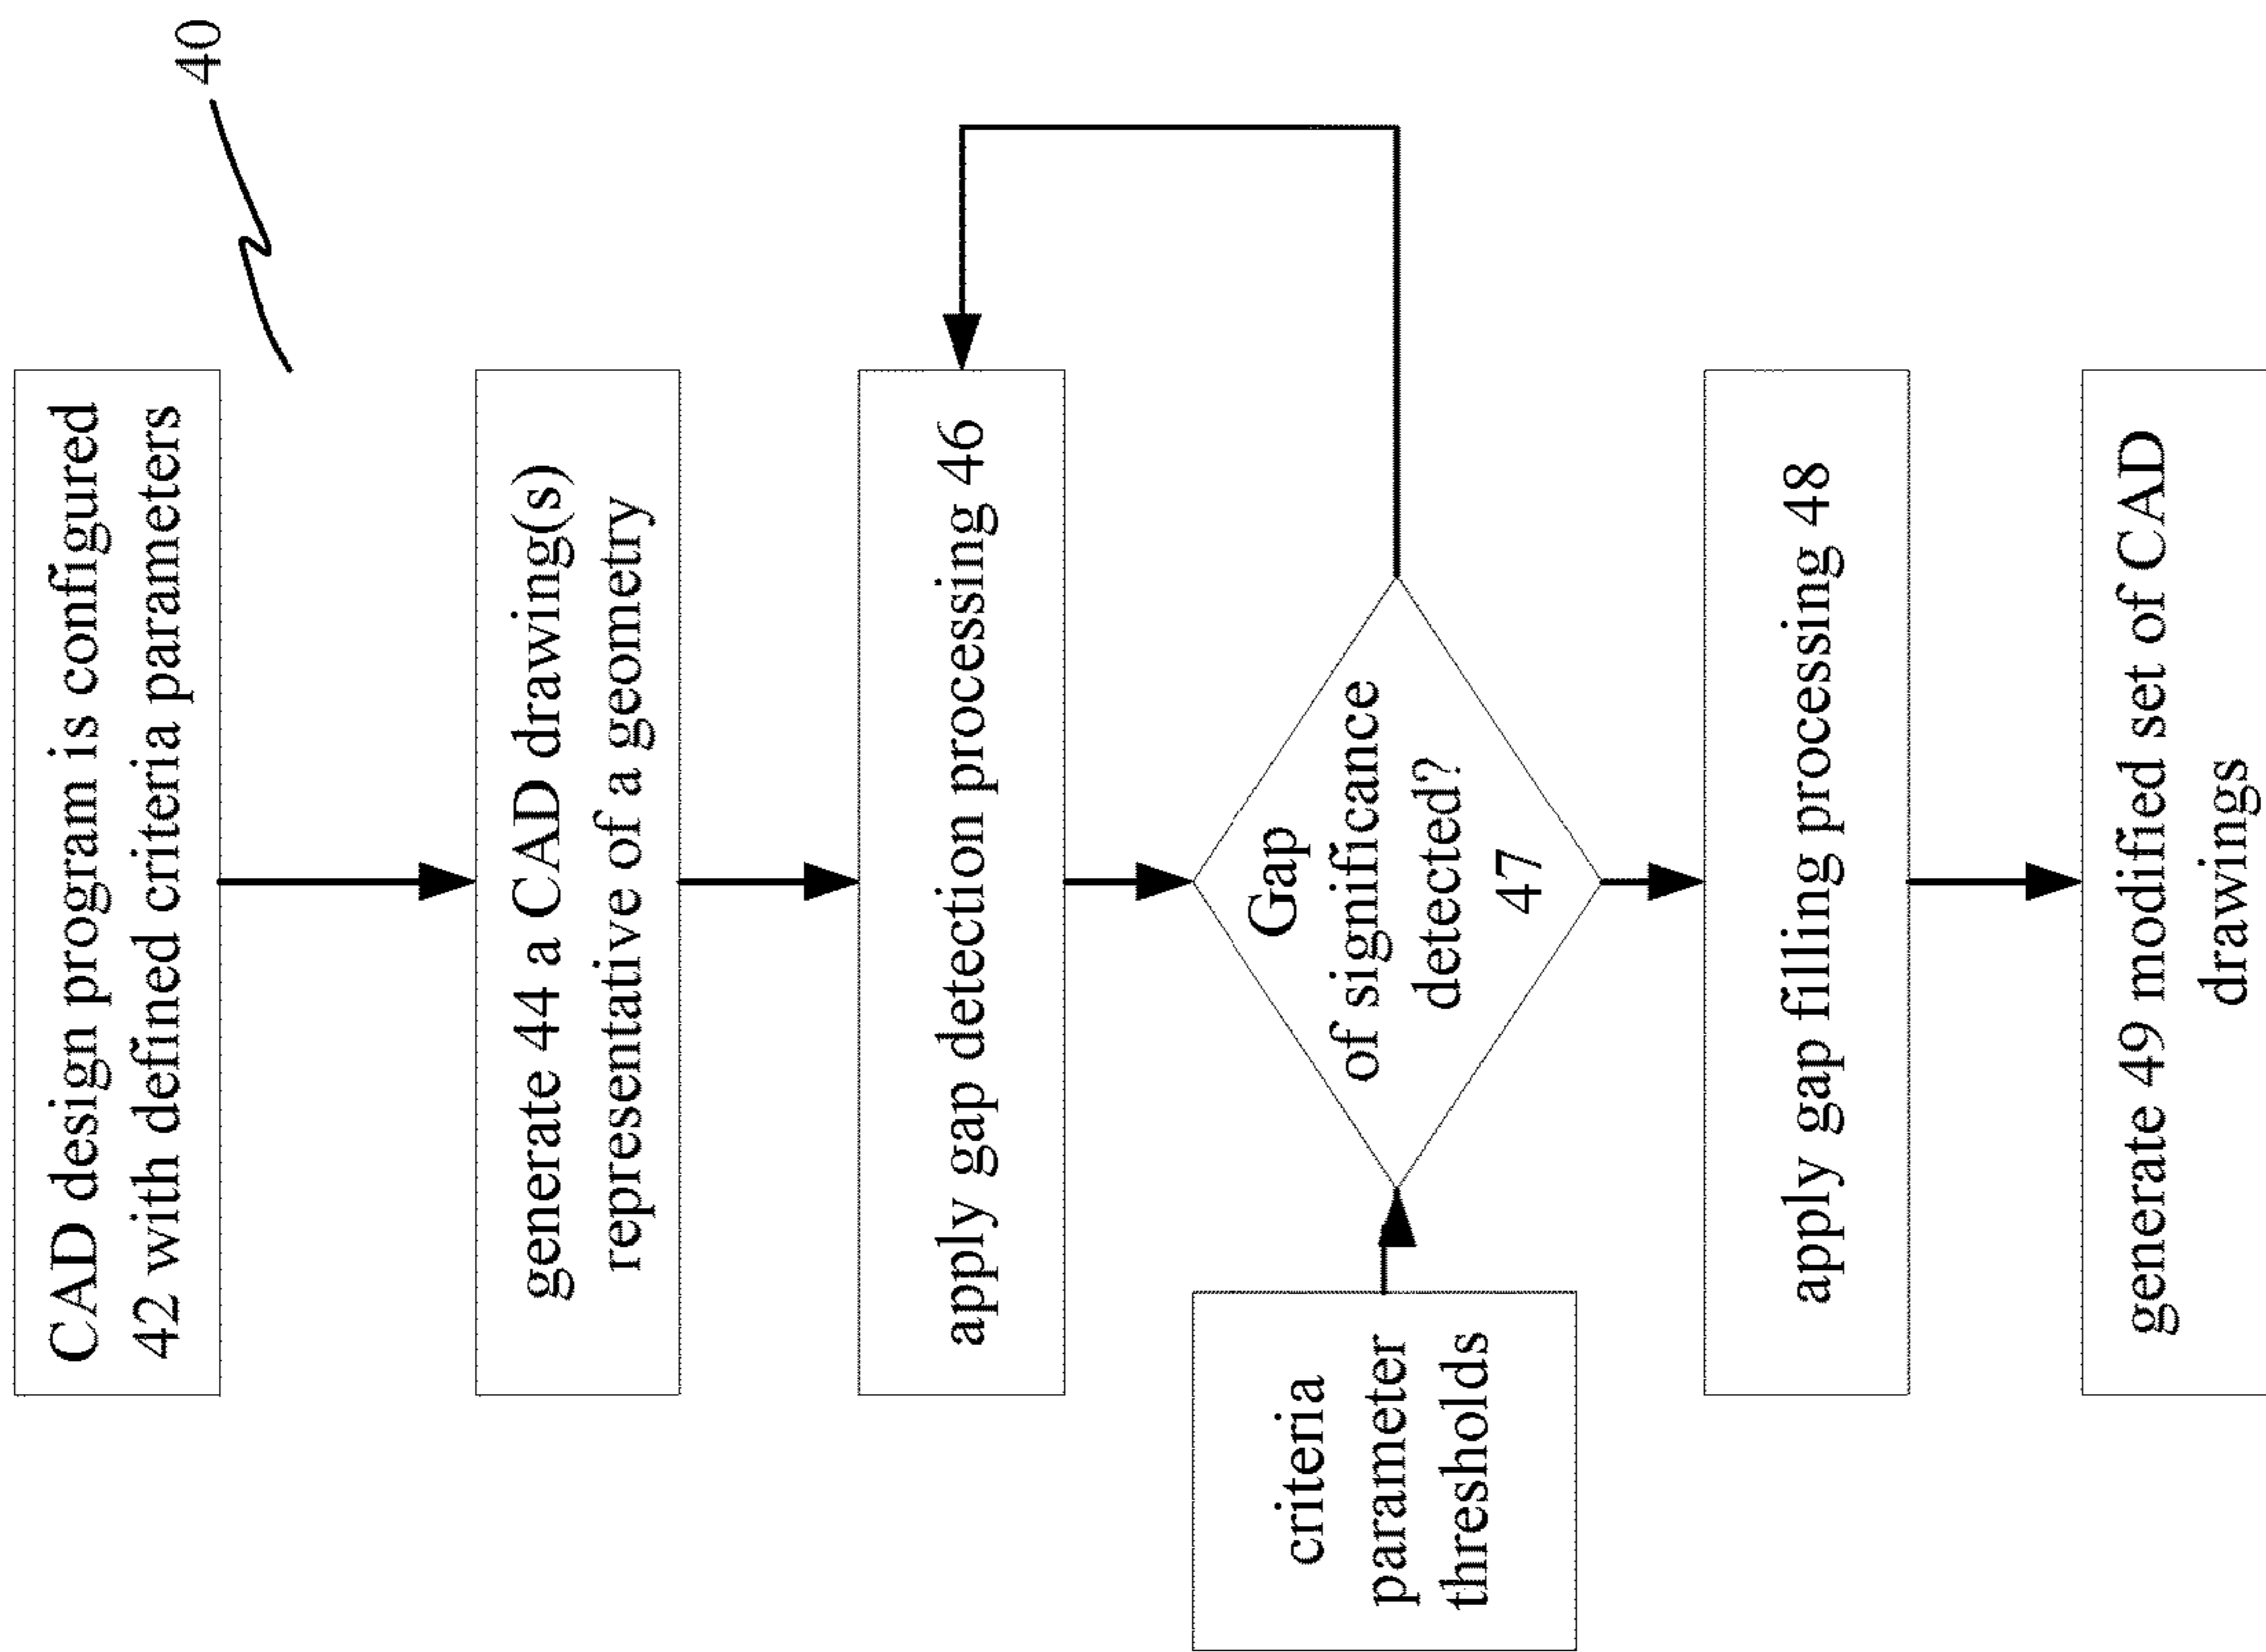 40
CAD design program is configured
42 with defined criteria parameters
generate 44 a CAD drawing(s)
representative of a geometry
apply gap detection processing 46
Gap
of significance
detected?
47
criteria
parameter
thresholds
apply gap filling processing 48
generate 49 modified set of CAD
drawings